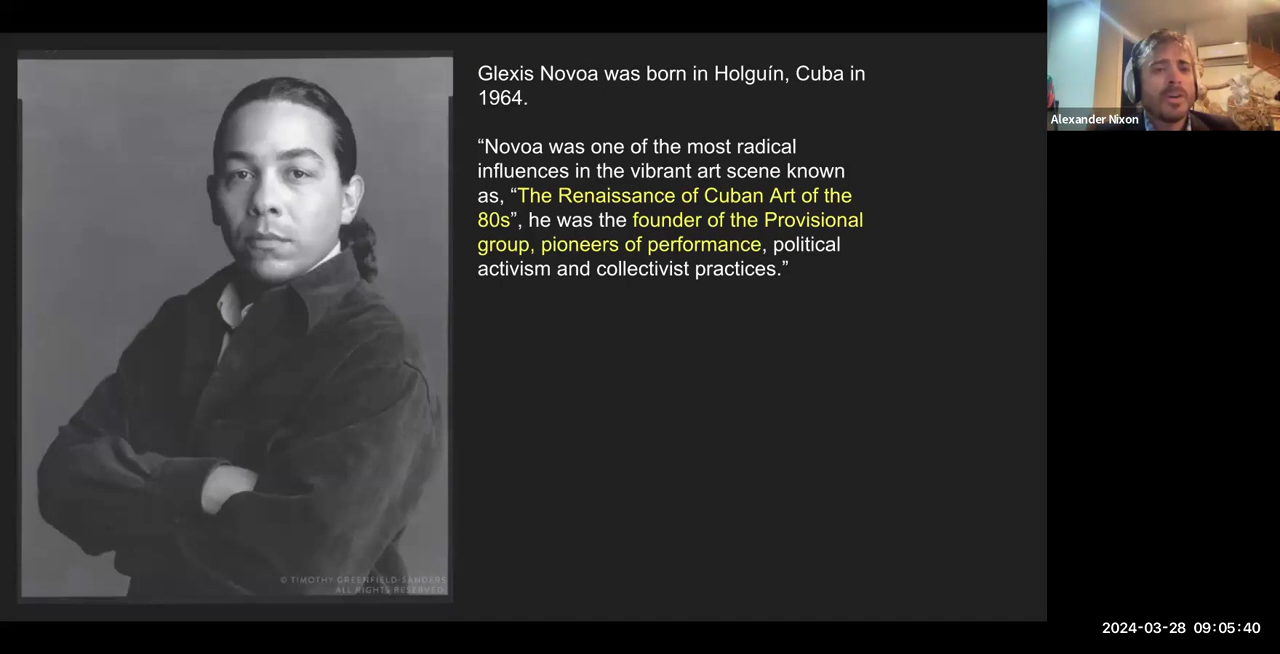 Glexis Novoa was born in Holguín, Cuba in
1964.
“Novoa was one of the most radical
influences in the vibrant art scene known
as, “The Renaissance of Cuban Art of the
80s”, he was the founder of the Provisional
group, pioneers of performance, political
activism and collectivist practices.”
© TIMOTHY GREENFIELD-SANDERS
ALL RIGHTS RESERVED
Alexander Nixon
2024-03-28 09:05:40